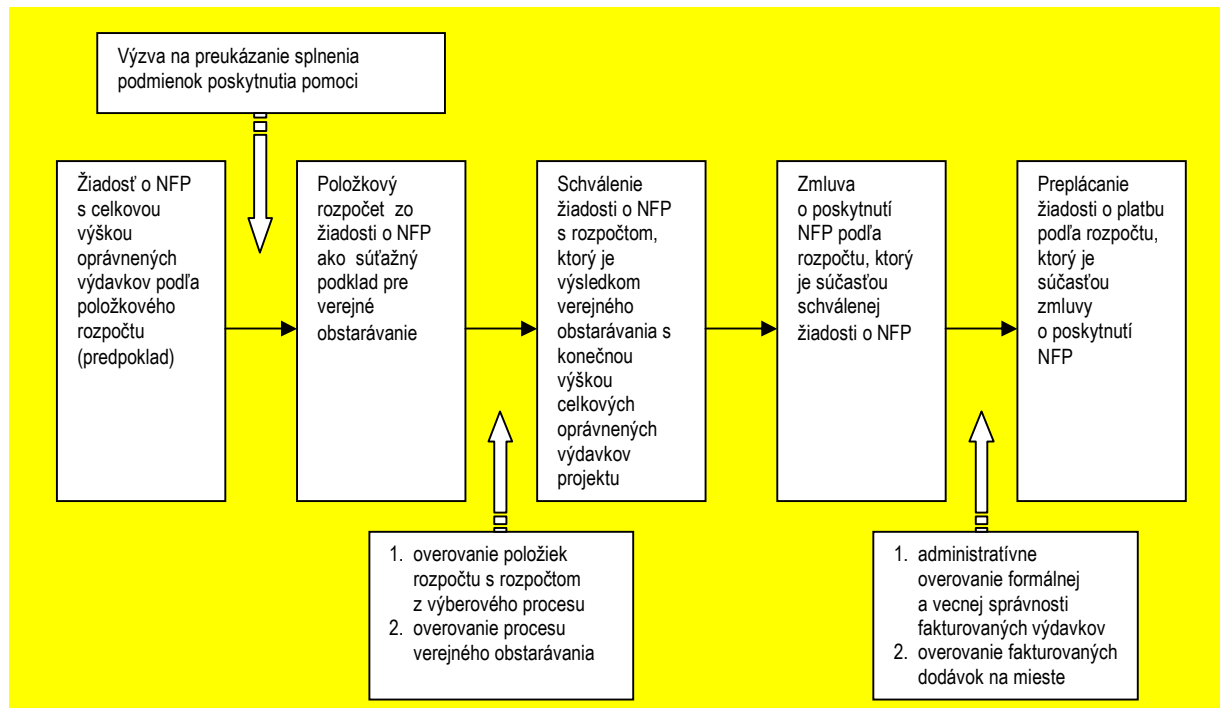 Výzva na preukázanie splnenia
podmienok poskytnutia pomoci
Žiadosť o NFP
s celkovou
výškou
oprávnených
výdavkov podľa
položkového
rozpočtu
(predpoklad)
Položkový
rozpočet zo
žiadosti o NFP
ako súťažný
podklad pre
verejné
obstarávanie
Schválenie
žiadosti o NFP
s rozpočtom,
ktorý je
výsledkom
verejného
obstarávania s
konečnou
výškou
celkových
oprávnených
výdavkov
projektu
Zmluva
o poskytnutí
NFP podľa
rozpočtu, ktorý
je súčasťou
schválenej
žiadosti o NFP
Preplácanie
žiadosti o platbu
podľa rozpočtu,
ktorý je
súčasťou
zmluvy
o poskytnutí
NFP
1. overovanie položiek
rozpočtu s rozpočtom
z výberového procesu
2. overovanie procesu
verejného obstarávania
1. administratívne
overovanie formálnej
a vecnej správnosti
fakturovaných výdavkov
2. overovanie fakturovaných
dodávok na mieste